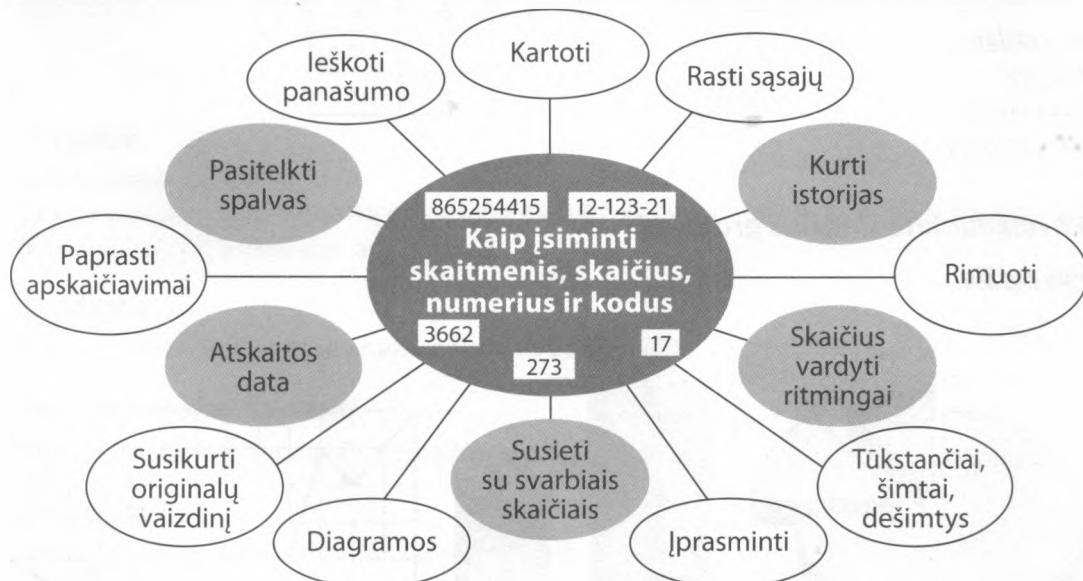 Kartoti
Ieškoti
panašumo
Rasti sąsajų
Pasitelkti
spalvas
Kurti
istorijas
865254415
12-123-21
Kaip įsiminti
skaitmenis, skaičius,
numerius ir kodus
3662
273
17
Paprasti
apskaičiavimai
Rimuoti
Atskaitos
data
Skaičius
vardyti
ritmingai
Susikurti
originalų
vaizdinį
Susieti
su svarbiais
skaičiais
Tūkstančiai,
šimtai,
dešimtys
Diagramos
Įprasminti